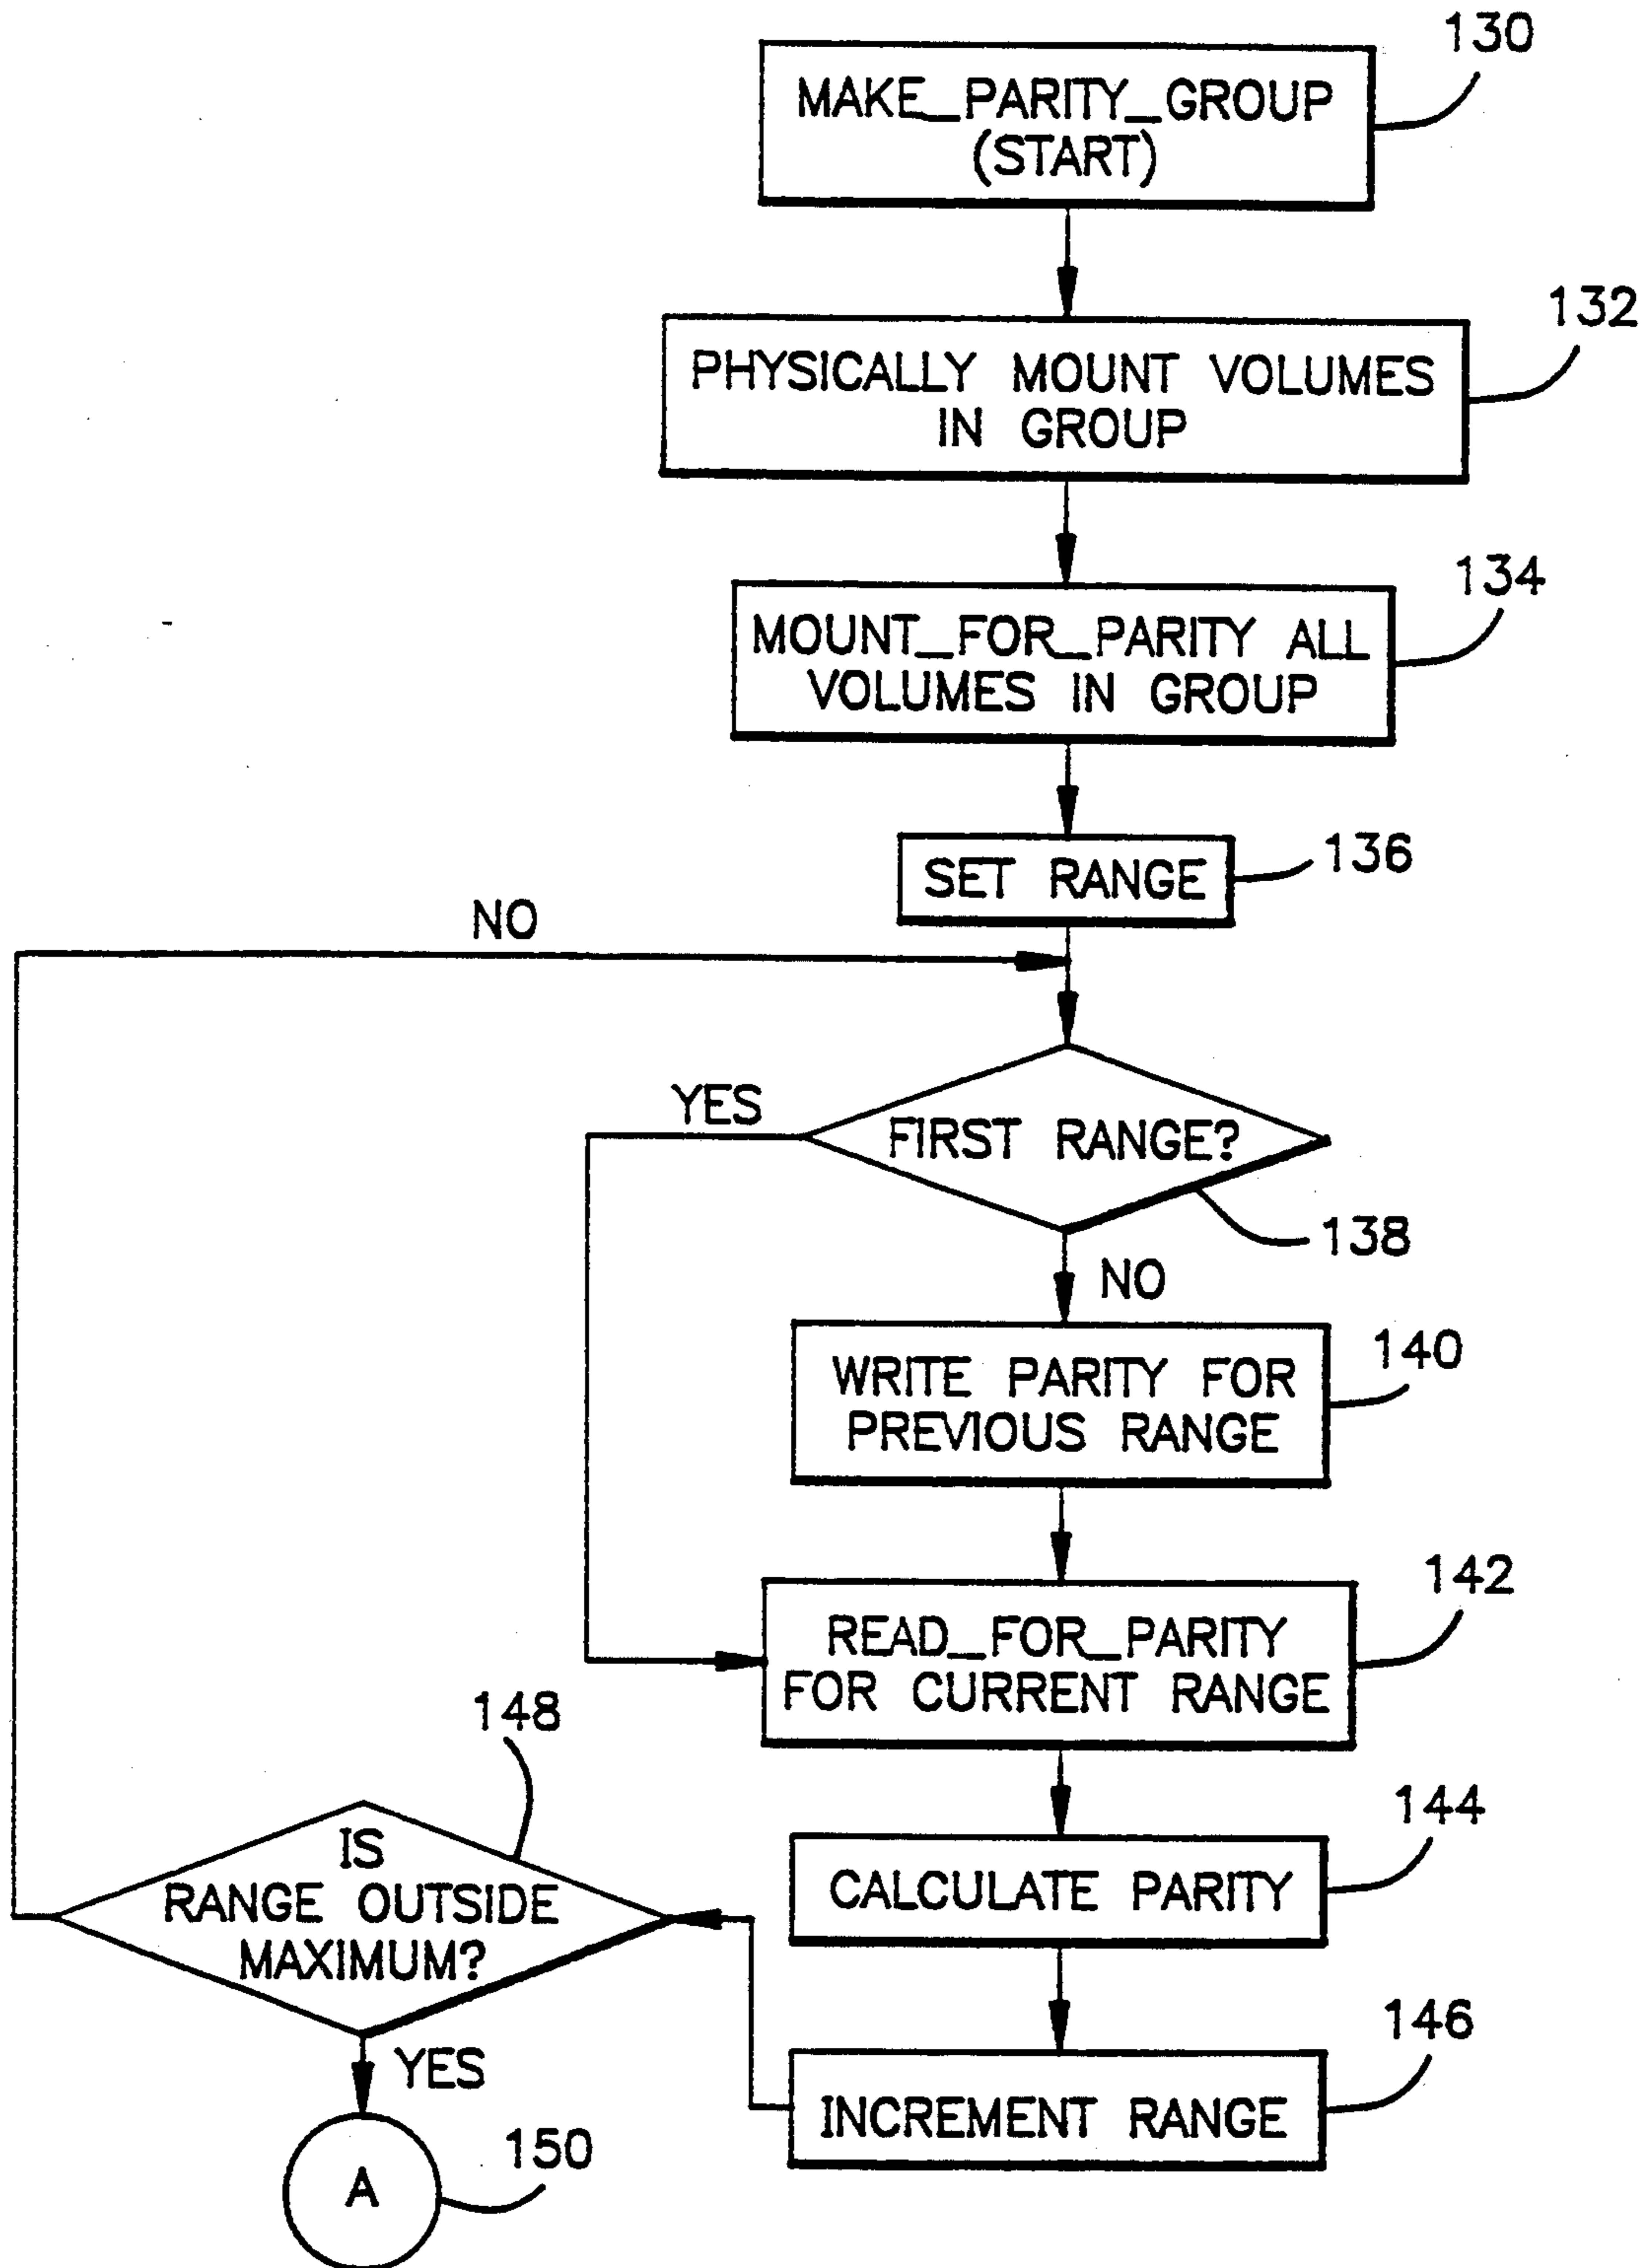 130
MAKE_PARITY_GROUP
(START)
132
PHYSICALLY MOUNT VOLUMES
IN GROUP
134
MOUNT_FOR_PARITY ALL
VOLUMES IN GROUP
136
SET RANGE
NO
YES
FIRST RANGE?
138
NO
140
WRITE PARITY FOR
PREVIOUS RANGE
142
READ_FOR_PARITY
FOR CURRENT RANGE
148
IS
RANGE OUTSIDE
MAXIMUM?
144
CALCULATE PARITY
146
INCREMENT RANGE
YES
150
A